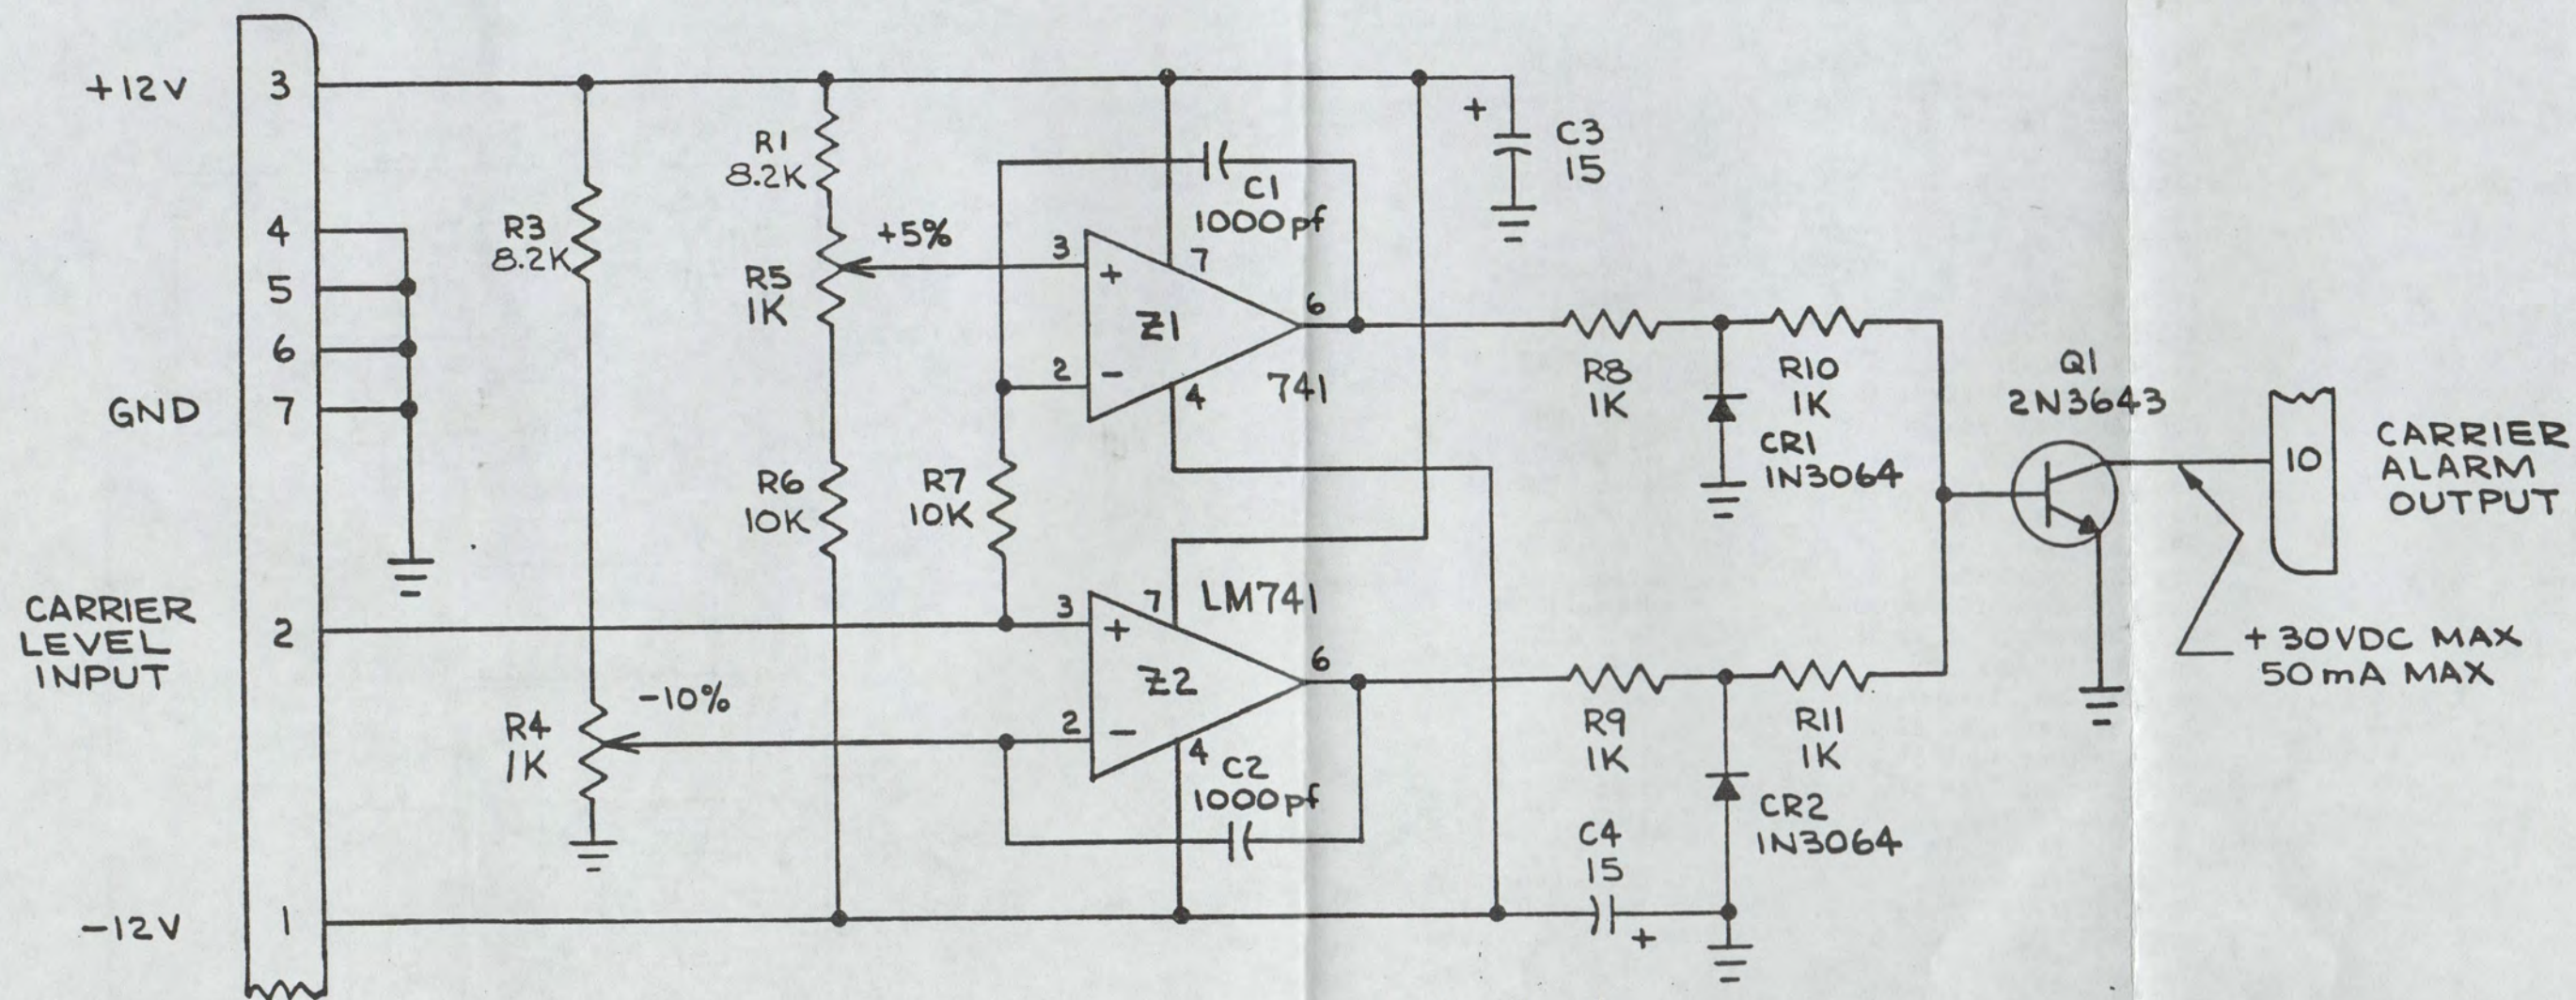 +12V
3
4
5
6
GND
7
CARRIER
LEVEL
INPUT
2
-12V
1
R3
8.2K
R4
1K
-10%
R1
8.2K
R5
1K
+5%
R6
10K
R7
10K
C1
1000pf
3
+
7
Z1
6
2
-
4
741
+
C3
15
3
+
7
LM741
Z2
6
2
-
4
C2
1000pf
R8
1K
R10
1K
CR1
1N3064
R9
1K
R11
1K
CR2
1N3064
C4
15
+
Q1
2N3643
10
CARRIER
ALARM
OUTPUT
+30VDC MAX
50mA MAX